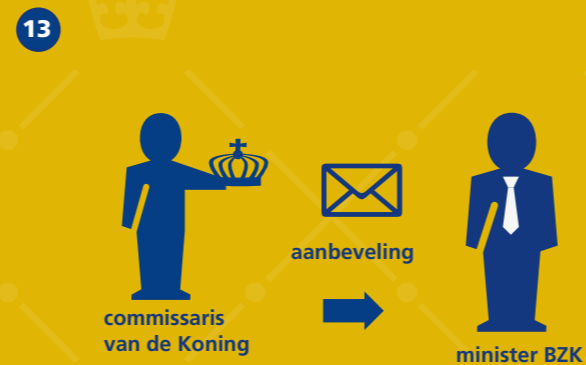 13
aanbeveling
commissaris
van de Koning
minister BZK